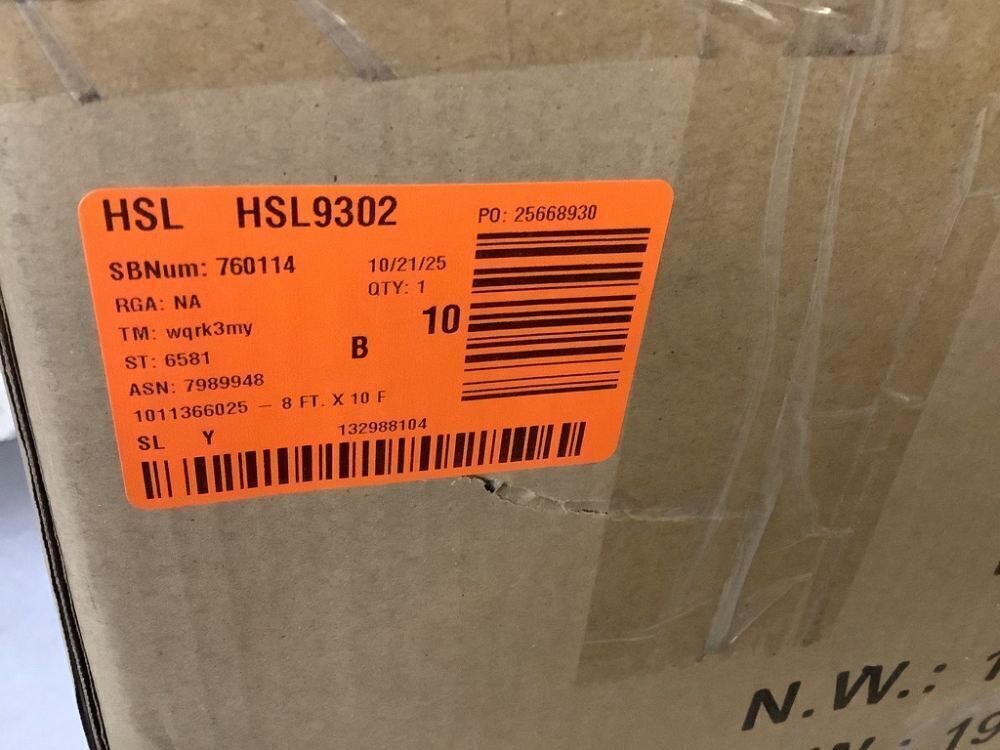 HSL HSL9302
PO: 25668930
SBNum: 760114
10/21/25
RGA: NA
QTY: 1
TM: wqrk3my
10
ST: 6581
B
ASN: 7989948
1011366025 – 8 FT. X 10 F
SL Y
132988104
N.W.: